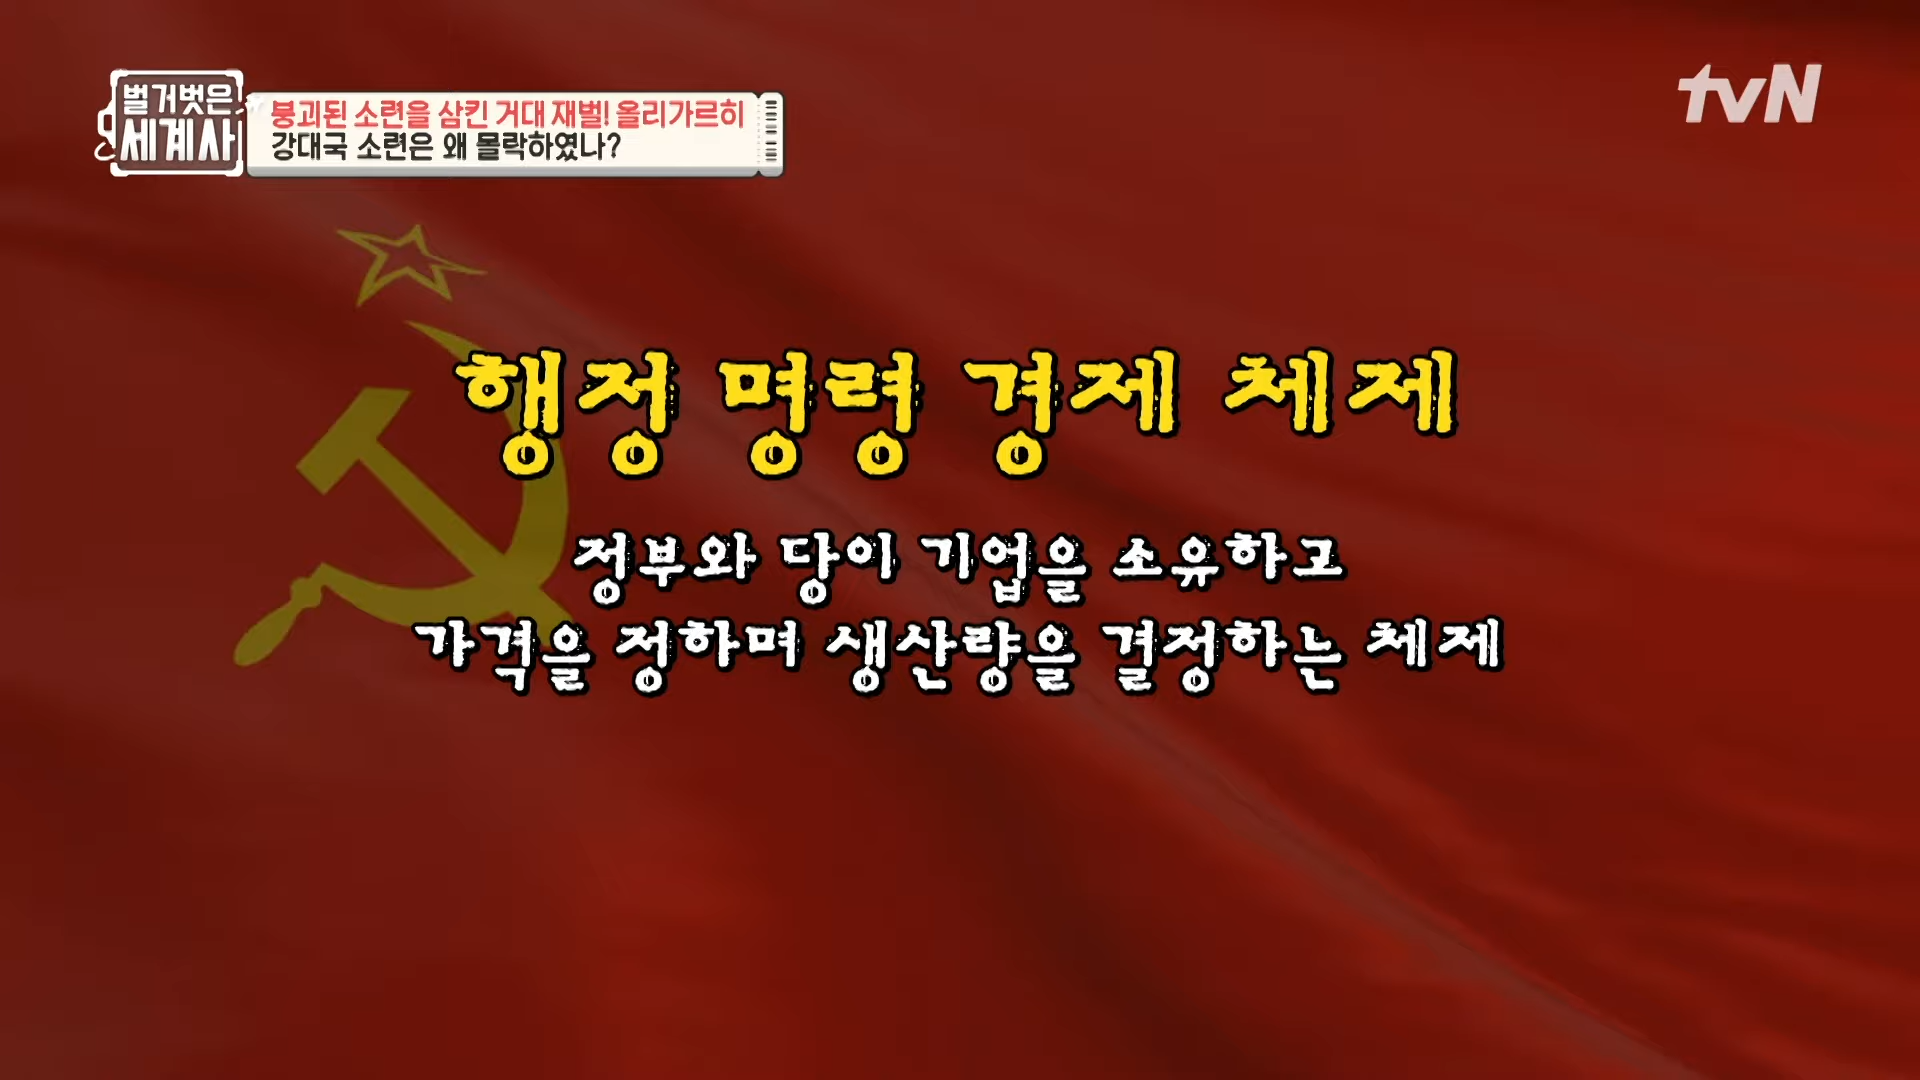 벌거벗은
세계사
붕괴된 소련을 삼킨 거대 재벌! 올리가르히
강대국 소련은 왜 몰락하였나?
tvN
행정 명령 경제 체제
정부와 당이 기업을 소유하고
가격을 정하며 생산량을 결정하는 체제